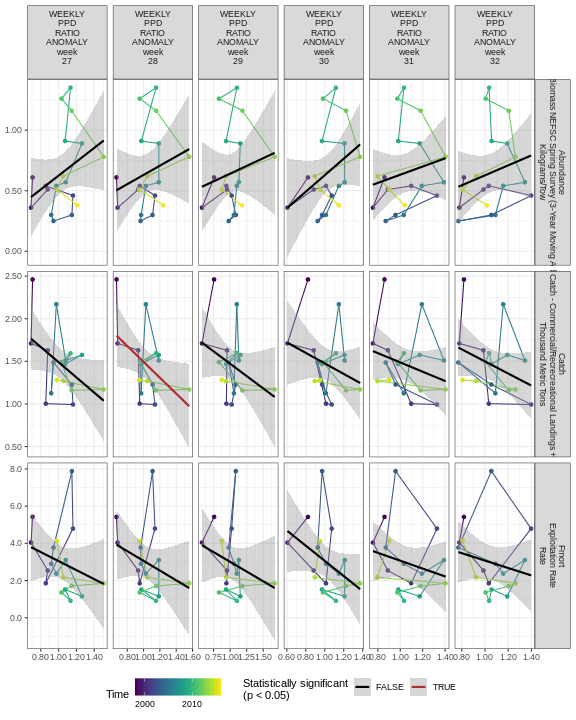 WEEKLY
PPD
RATIO
ANOMALY
week
27
WEEKLY
PPD
RATIO
ANOMALY
week
28
WEEKLY
PPD
RATIO
ANOMALY
week
29
WEEKLY
PPD
RATIO
ANOMALY
week
30
WEEKLY
PPD
RATIO
ANOMALY
week
31
WEEKLY
PPD
RATIO
ANOMALY
week
32
1.00
0.50
0.00
Abundance
Biomass NEFSC Spring Survey (3-Year Moving A
Kilograms/Tow
2.50
2.00
1.50
1.00
0.50
Catch
Catch - Commercial/Recreational Landings +
Thousand Metric Tons
8.0
6.0
4.0
2.0
0.0
Fmort
Exploitation Rate
Rate
0.80 1.00 1.20 1.40
0.80 1.00 1.20 1.40 1.60
0.75 1.00 1.25 1.50
0.60 0.80 1.00 1.20 1.40
0.80 1.00 1.20 1.40
0.80 1.00 1.20 1.40
Time
2000 2010
Statistically significant
(p < 0.05)
FALSE TRUE